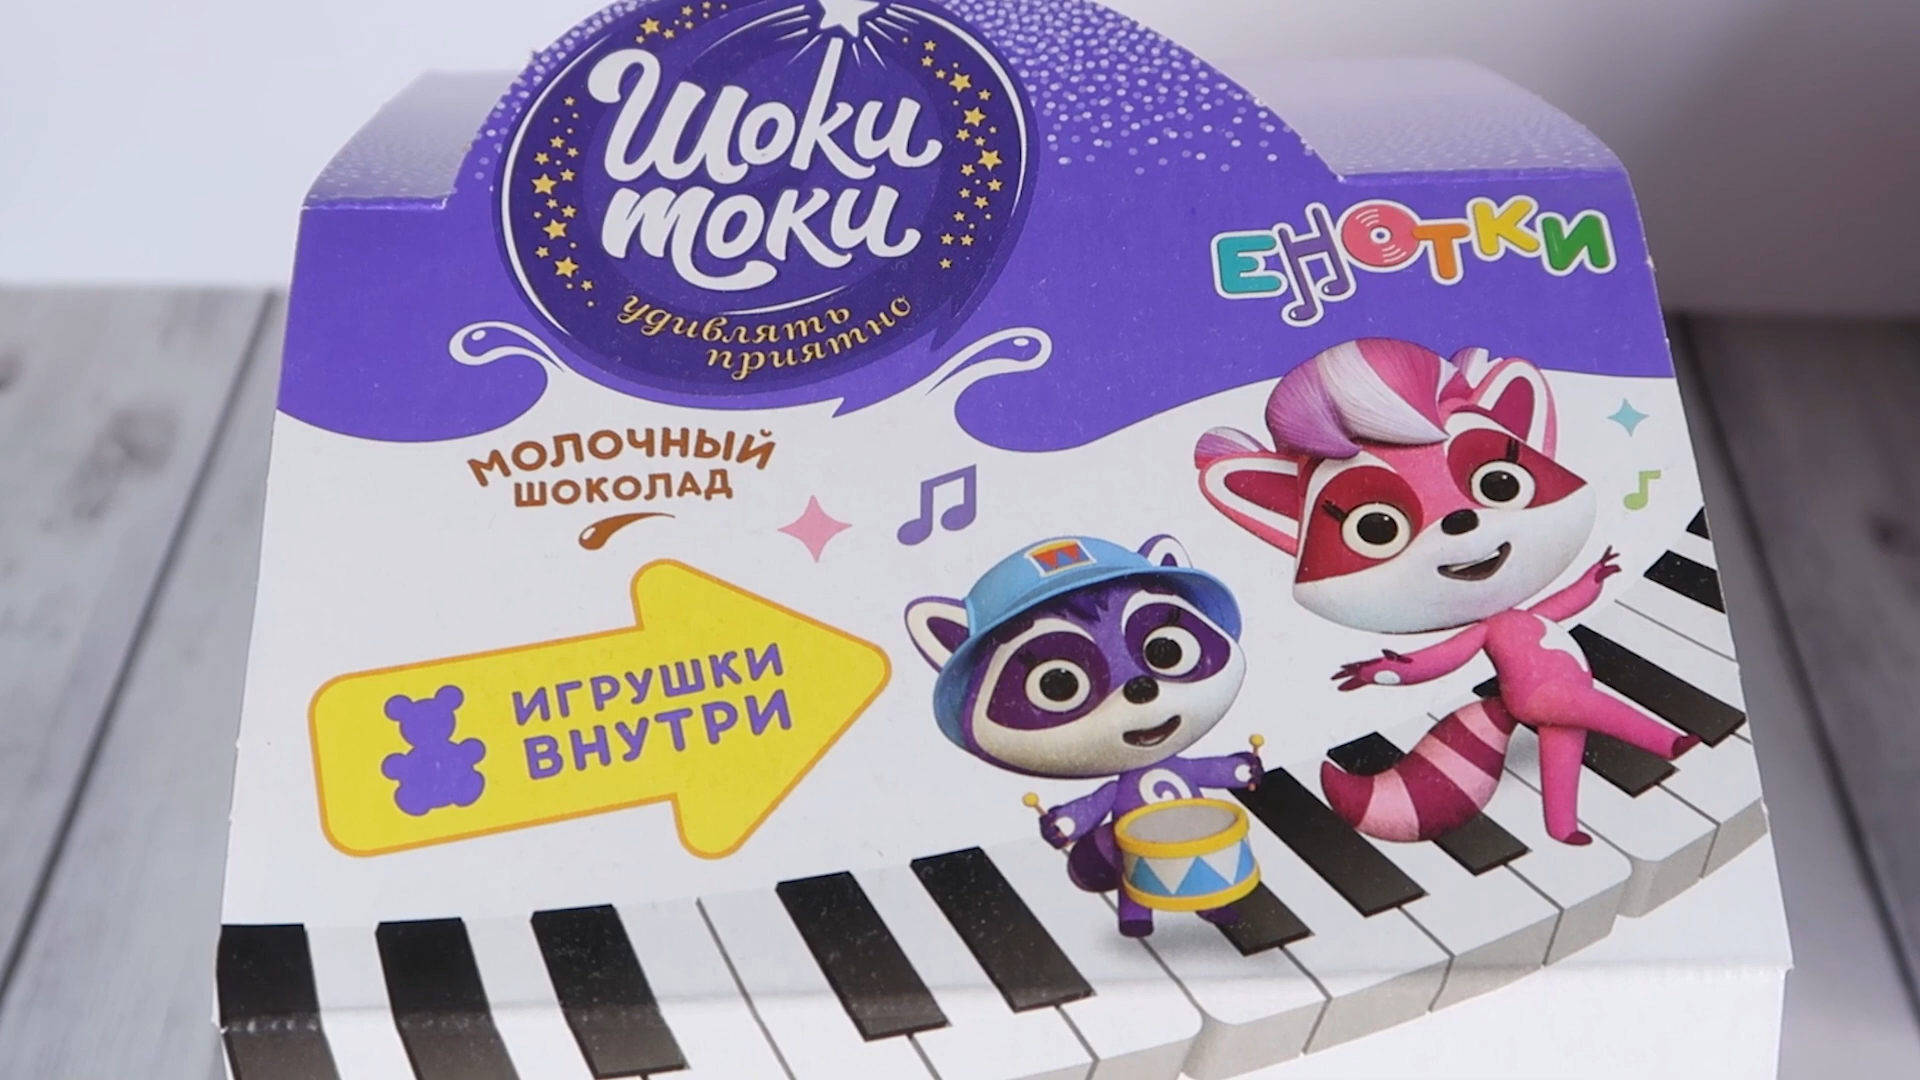 Шоки
токи
удивлять
приятно
ЕНОТКИ
МОЛОЧНЫЙ
ШОКОЛАД
ИГРУШКИ
ВНУТРИ